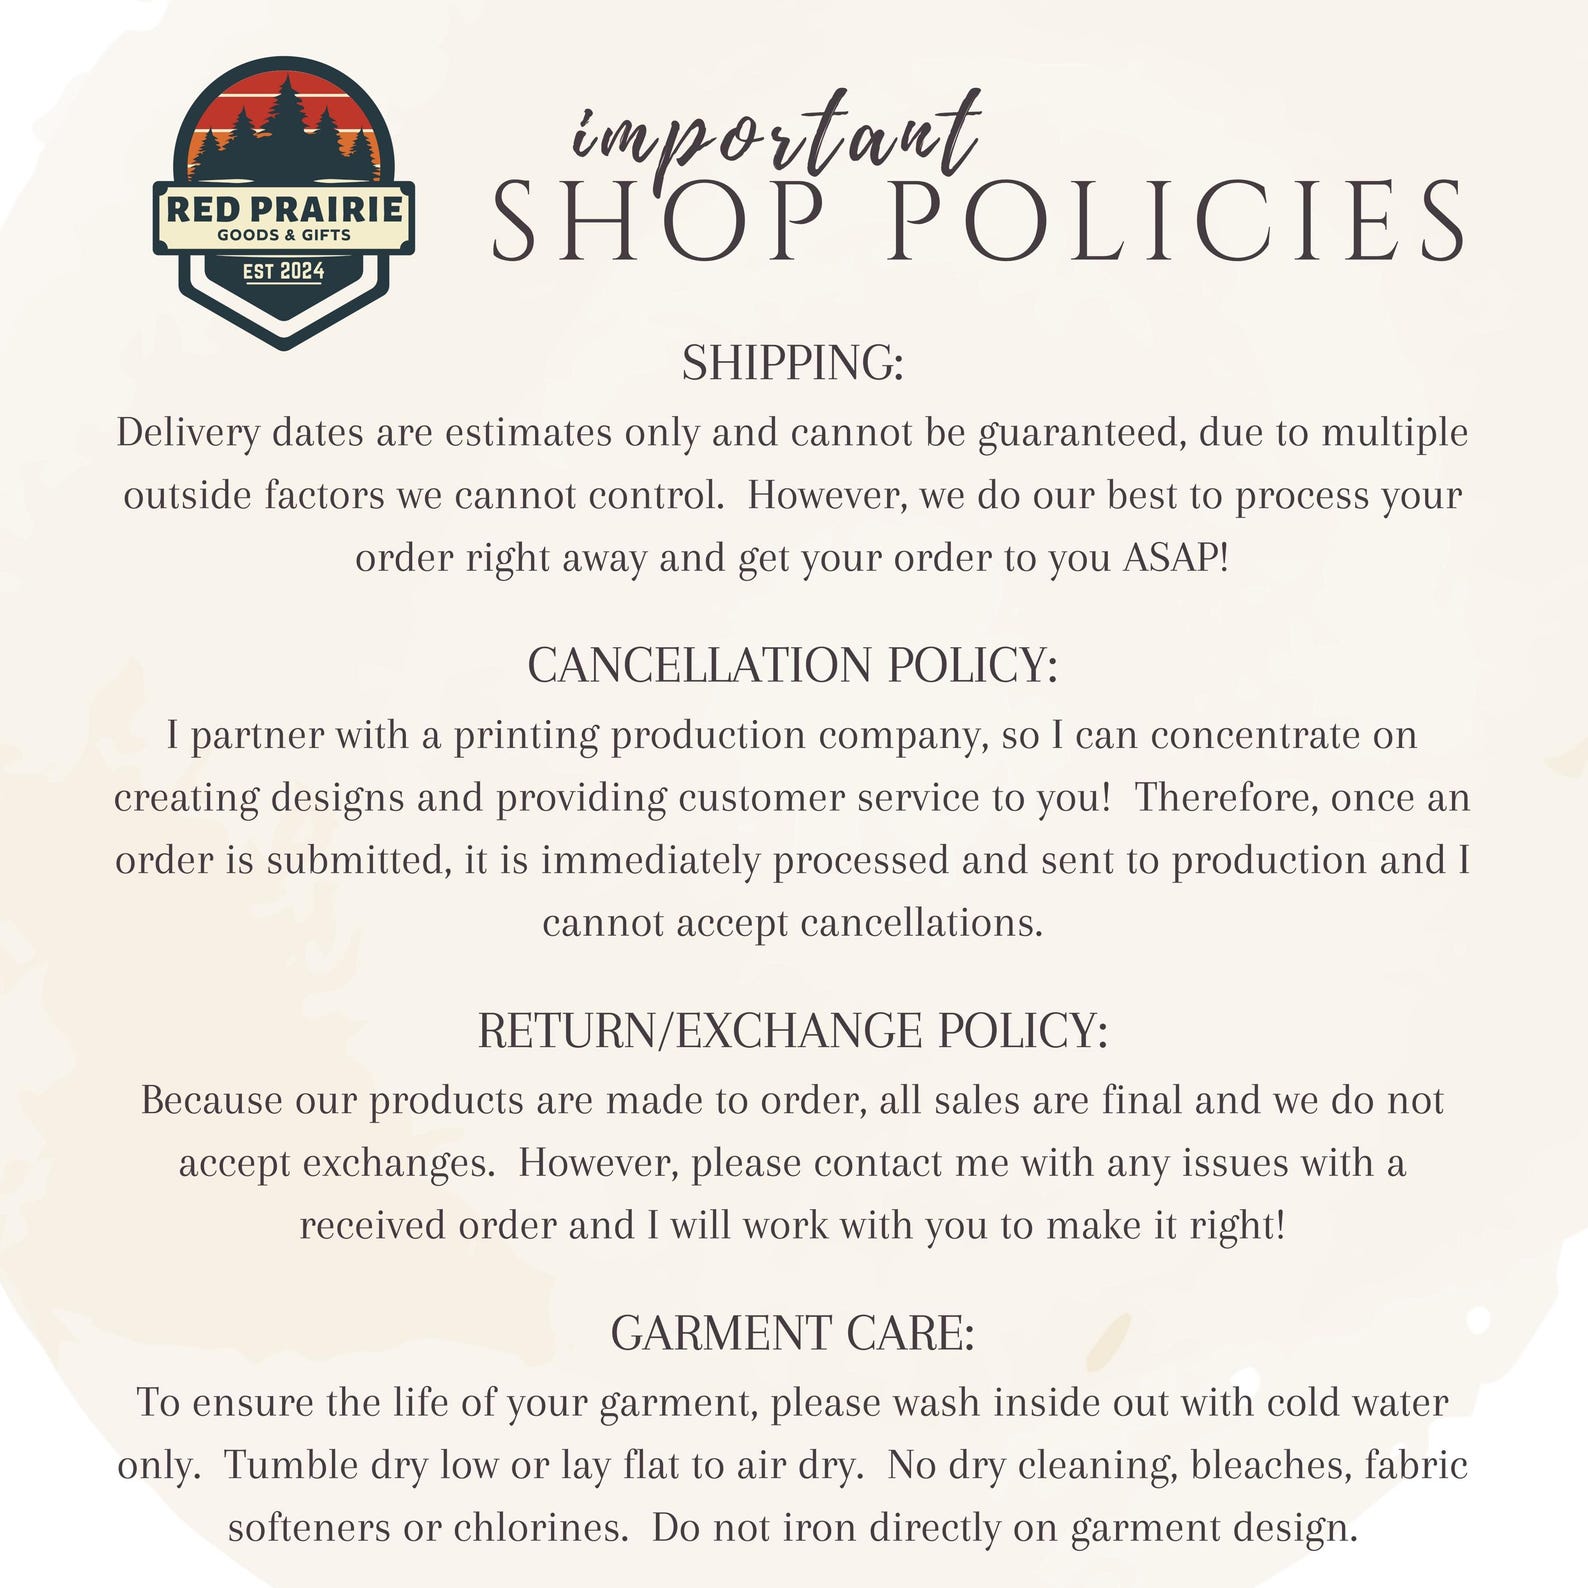 RED PRAIRIE
GOODS & GIFTS
EST 2024
important
SHOP POLICIES
SHIPPING:
Delivery dates are estimates only and cannot be guaranteed, due to multiple
outside factors we cannot control.  However, we do our best to process your
order right away and get your order to you ASAP!
CANCELLATION POLICY:
I partner with a printing production company, so I can concentrate on
creating designs and providing customer service to you!  Therefore, once an
order is submitted, it is immediately processed and sent to production and I
cannot accept cancellations.
RETURN/EXCHANGE POLICY:
Because our products are made to order, all sales are final and we do not
accept exchanges.  However, please contact me with any issues with a
received order and I will work with you to make it right!
GARMENT CARE:
To ensure the life of your garment, please wash inside out with cold water
only.  Tumble dry low or lay flat to air dry.  No dry cleaning, bleaches, fabric
softeners or chlorines.  Do not iron directly on garment design.